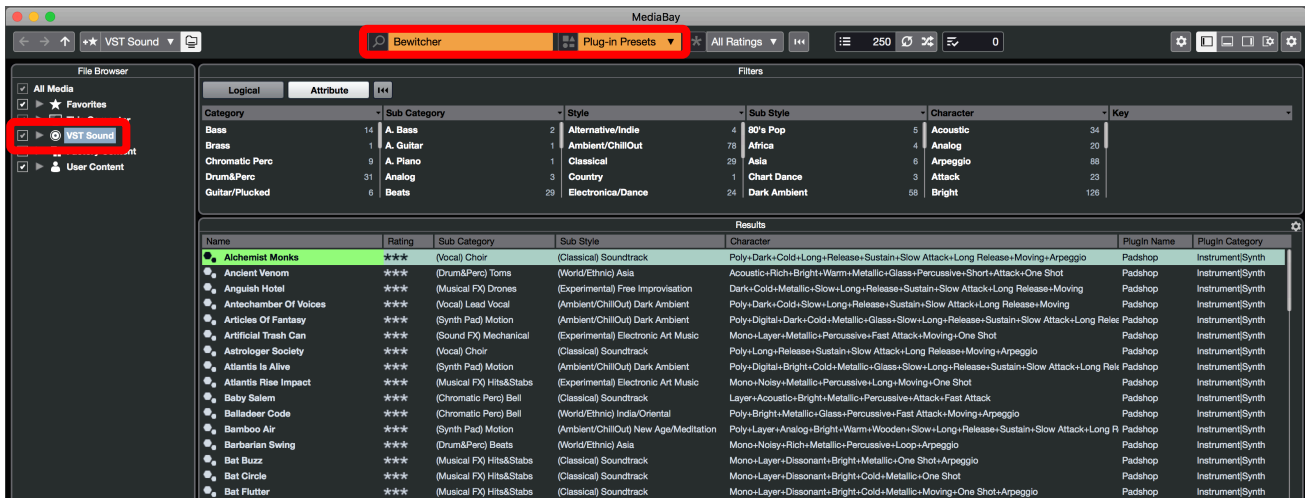 MediaBay
VST Sound Bewitcher Plug-in Presets All Ratings 250 0
File Browser
All Media
Favorites
VST Sound
User Content
Filters
Logical Attribute
Category Sub Category Style Sub Style Character Key
Bass 14 A. Bass 2 Alternative/Indie 4 80's Pop 5 Acoustic 34
Brass 1 A. Guitar 1 Ambient/ChillOut 78 Africa 4 Analog 20
Chromatic Perc 9 A. Piano 1 Classical 29 Asia 6 Arpeggio 88
Drum&Perc 31 Analog 3 Country 1 Chart Dance 3 Attack 23
Guitar/Plucked 6 Beats 29 Electronica/Dance 24 Dark Ambient 58 Bright 126
Results
Name Rating Sub Category Sub Style Character PlugIn Name PlugIn Category
Alchemist Monks *** (Vocal) Choir (Classical) Soundtrack Poly+Dark+Cold+Long+Release+Sustain+Slow Attack+Long Release+Moving+Arpeggio Padshop Instrument|Synth
Ancient Venom *** (Drum&Perc) Toms (World/Ethnic) Asia Acoustic+Rich+Bright+Warm+Metallic+Glass+Percussive+Short+Attack+One Shot Padshop Instrument|Synth
Anguish Hotel *** (Musical FX) Drones (Experimental) Free Improvisation Dark+Cold+Metallic+Slow+Long+Release+Sustain+Slow Attack+Long Release+Moving Padshop Instrument|Synth
Antechamber Of Voices *** (Vocal) Lead Vocal (Ambient/ChillOut) Dark Ambient Poly+Dark+Cold+Slow+Long+Release+Sustain+Slow Attack+Long Release+Moving Padshop Instrument|Synth
Articles Of Fantasy *** (Synth Pad) Motion (Ambient/ChillOut) Dark Ambient Poly+Digital+Dark+Cold+Metallic+Glass+Slow+Long+Release+Sustain+Slow Attack+Long Relea Padshop Instrument|Synth
Artificial Trash Can *** (Sound FX) Mechanical (Experimental) Electronic Art Music Mono+Layer+Metallic+Percussive+Fast Attack+Moving+One Shot Padshop Instrument|Synth
Astrologer Society *** (Vocal) Choir (Classical) Soundtrack Poly+Long+Release+Sustain+Slow Attack+Long Release+Moving+Arpeggio Padshop Instrument|Synth
Atlantis Is Alive *** (Synth Pad) Motion (Ambient/ChillOut) Dark Ambient Poly+Digital+Bright+Cold+Metallic+Glass+Slow+Long+Release+Sustain+Slow Attack+Long Rele Padshop Instrument|Synth
Atlantis Rise Impact *** (Musical FX) Hits&Stabs (Experimental) Electronic Art Music Mono+Noisy+Metallic+Percussive+Long+Moving+One Shot Padshop Instrument|Synth
Baby Salem *** (Chromatic Perc) Bell (Classical) Soundtrack Layer+Acoustic+Bright+Metallic+Percussive+Attack+Fast Attack Padshop Instrument|Synth
Balladeer Code *** (Chromatic Perc) Bell (World/Ethnic) India/Oriental Poly+Bright+Metallic+Glass+Percussive+Fast Attack+Moving+Arpeggio Padshop Instrument|Synth
Bamboo Air *** (Synth Pad) Motion (Ambient/ChillOut) New Age/Meditation Poly+Layer+Analog+Bright+Warm+Wooden+Slow+Long+Release+Sustain+Slow Attack+Long R Padshop Instrument|Synth
Barbarian Swing *** (Drum&Perc) Beats (World/Ethnic) Asia Mono+Noisy+Rich+Metallic+Percussive+Loop+Arpeggio Padshop Instrument|Synth
Bat Buzz *** (Musical FX) Hits&Stabs (Classical) Soundtrack Mono+Layer+Dissonant+Bright+Metallic+One Shot+Arpeggio Padshop Instrument|Synth
Bat Circle *** (Musical FX) Hits&Stabs (Classical) Soundtrack Mono+Layer+Dissonant+Bright+Cold+Metallic+One Shot Padshop Instrument|Synth
Bat Flutter *** (Musical FX) Hits&Stabs (Classical) Soundtrack Mono+Layer+Dissonant+Bright+Cold+Metallic+Moving+One Shot+Arpeggio Padshop Instrument|Synth